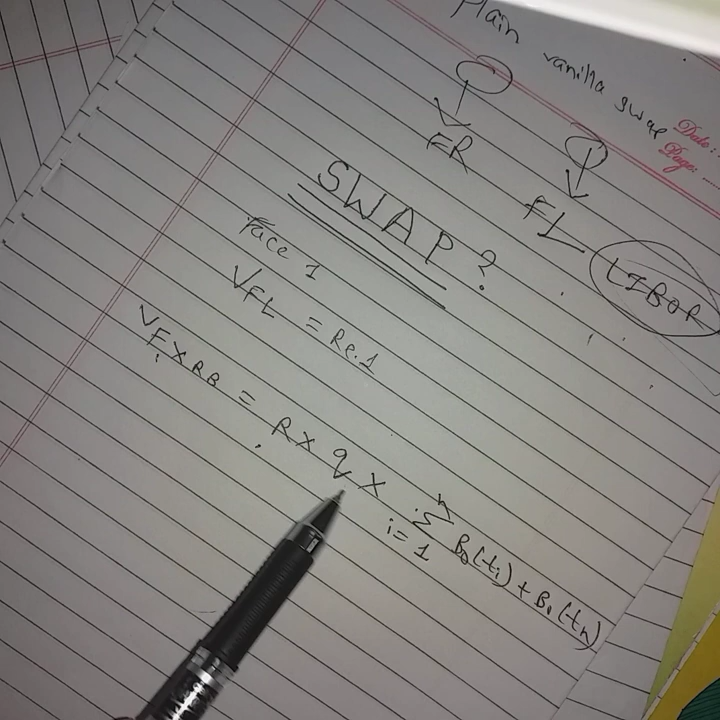 Plain vanilla swap
Date:
Page:
FR
FL
LIBOR
SWAP?
Face 1
VFL = Re.1
VFXRB = R X q X n Σ i=1 B0(ti) + B0(tn)